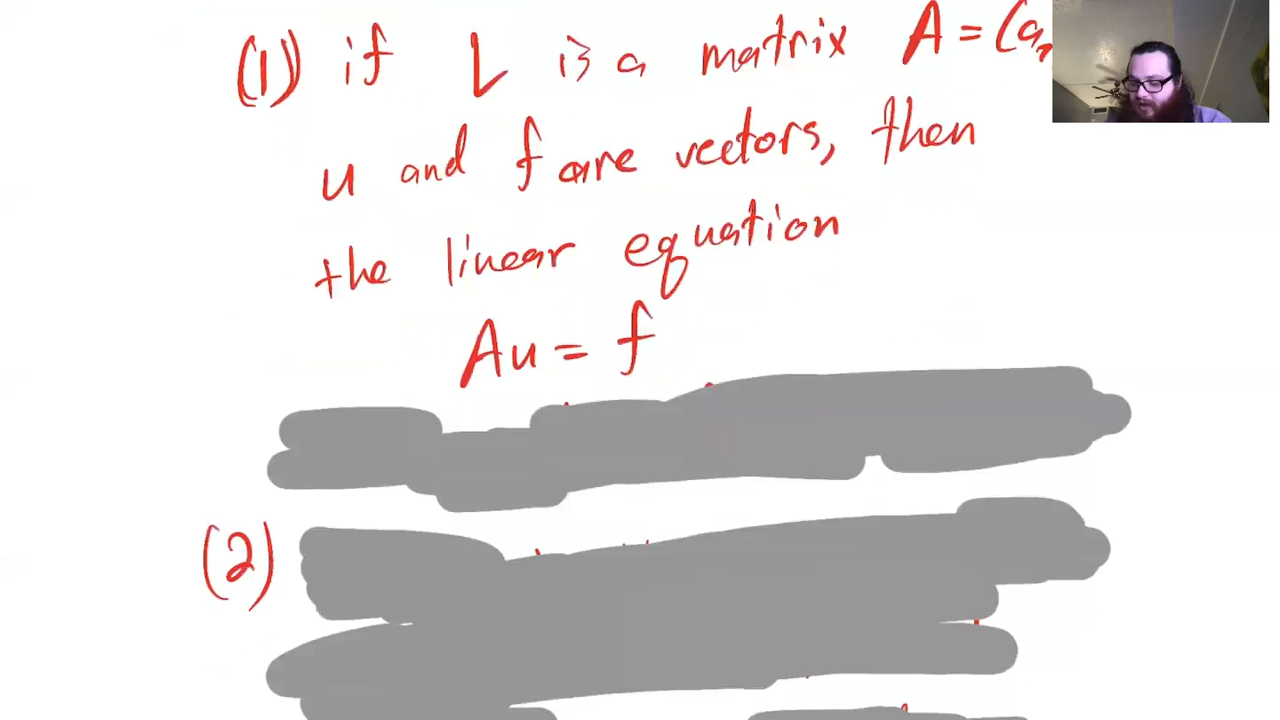 (1) if L is a matrix A = (a
u and f are vectors, then
the linear equation
Au = f
(2)